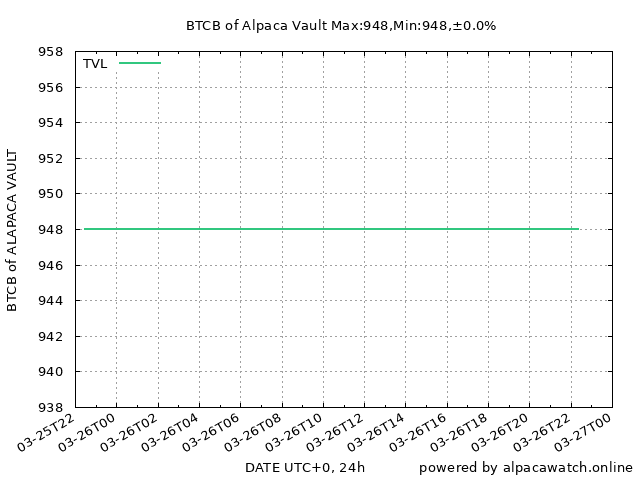 BTCB of Alpaca Vault Max:948,Min:948,±0.0%
TVL
958
956
954
952
950
948
946
944
942
940
938
BTCB of ALAPACA VAULT
03-25T22
03-26T00
03-26T02
03-26T04
03-26T06
03-26T08
03-26T10
03-26T12
03-26T14
03-26T16
03-26T18
03-26T20
03-26T22
03-27T00
DATE UTC+0, 24h
powered by alpacawatch.online